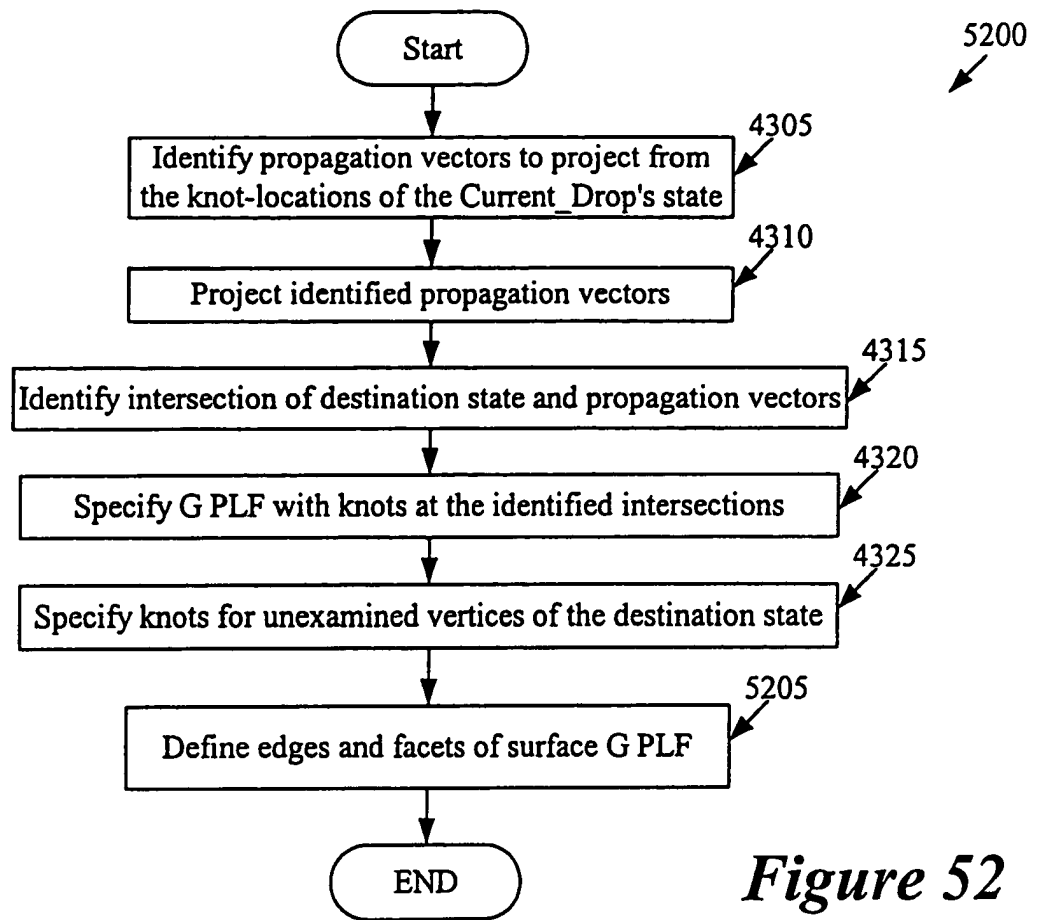 Start
5200
4305
Identify propagation vectors to project from
the knot-locations of the Current_Drop's state
4310
Project identified propagation vectors
4315
Identify intersection of destination state and propagation vectors
4320
Specify G PLF with knots at the identified intersections
4325
Specify knots for unexamined vertices of the destination state
5205
Define edges and facets of surface G PLF
END
Figure 52